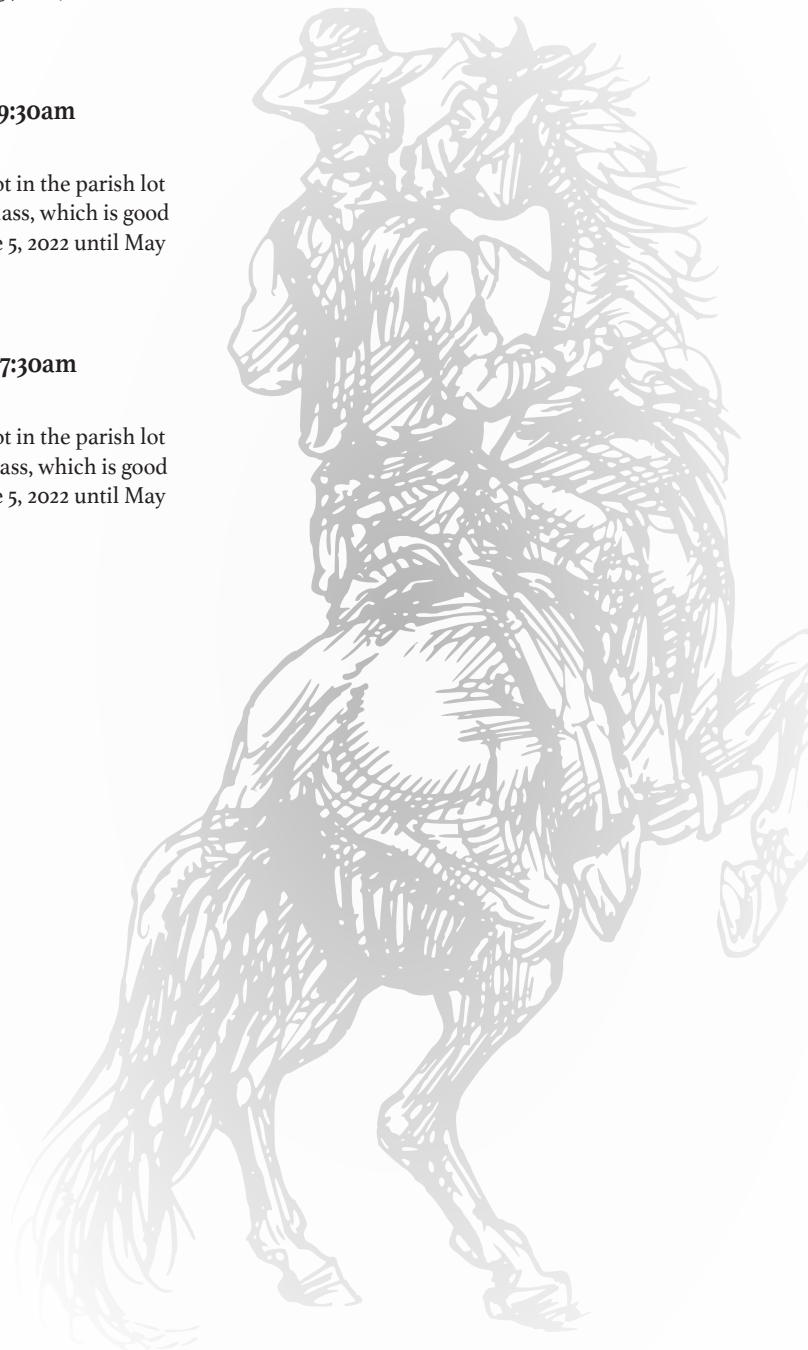 9:30am
ot in the parish lot
ass, which is good
e 5, 2022 until May
7:30am
ot in the parish lot
ass, which is good
e 5, 2022 until May